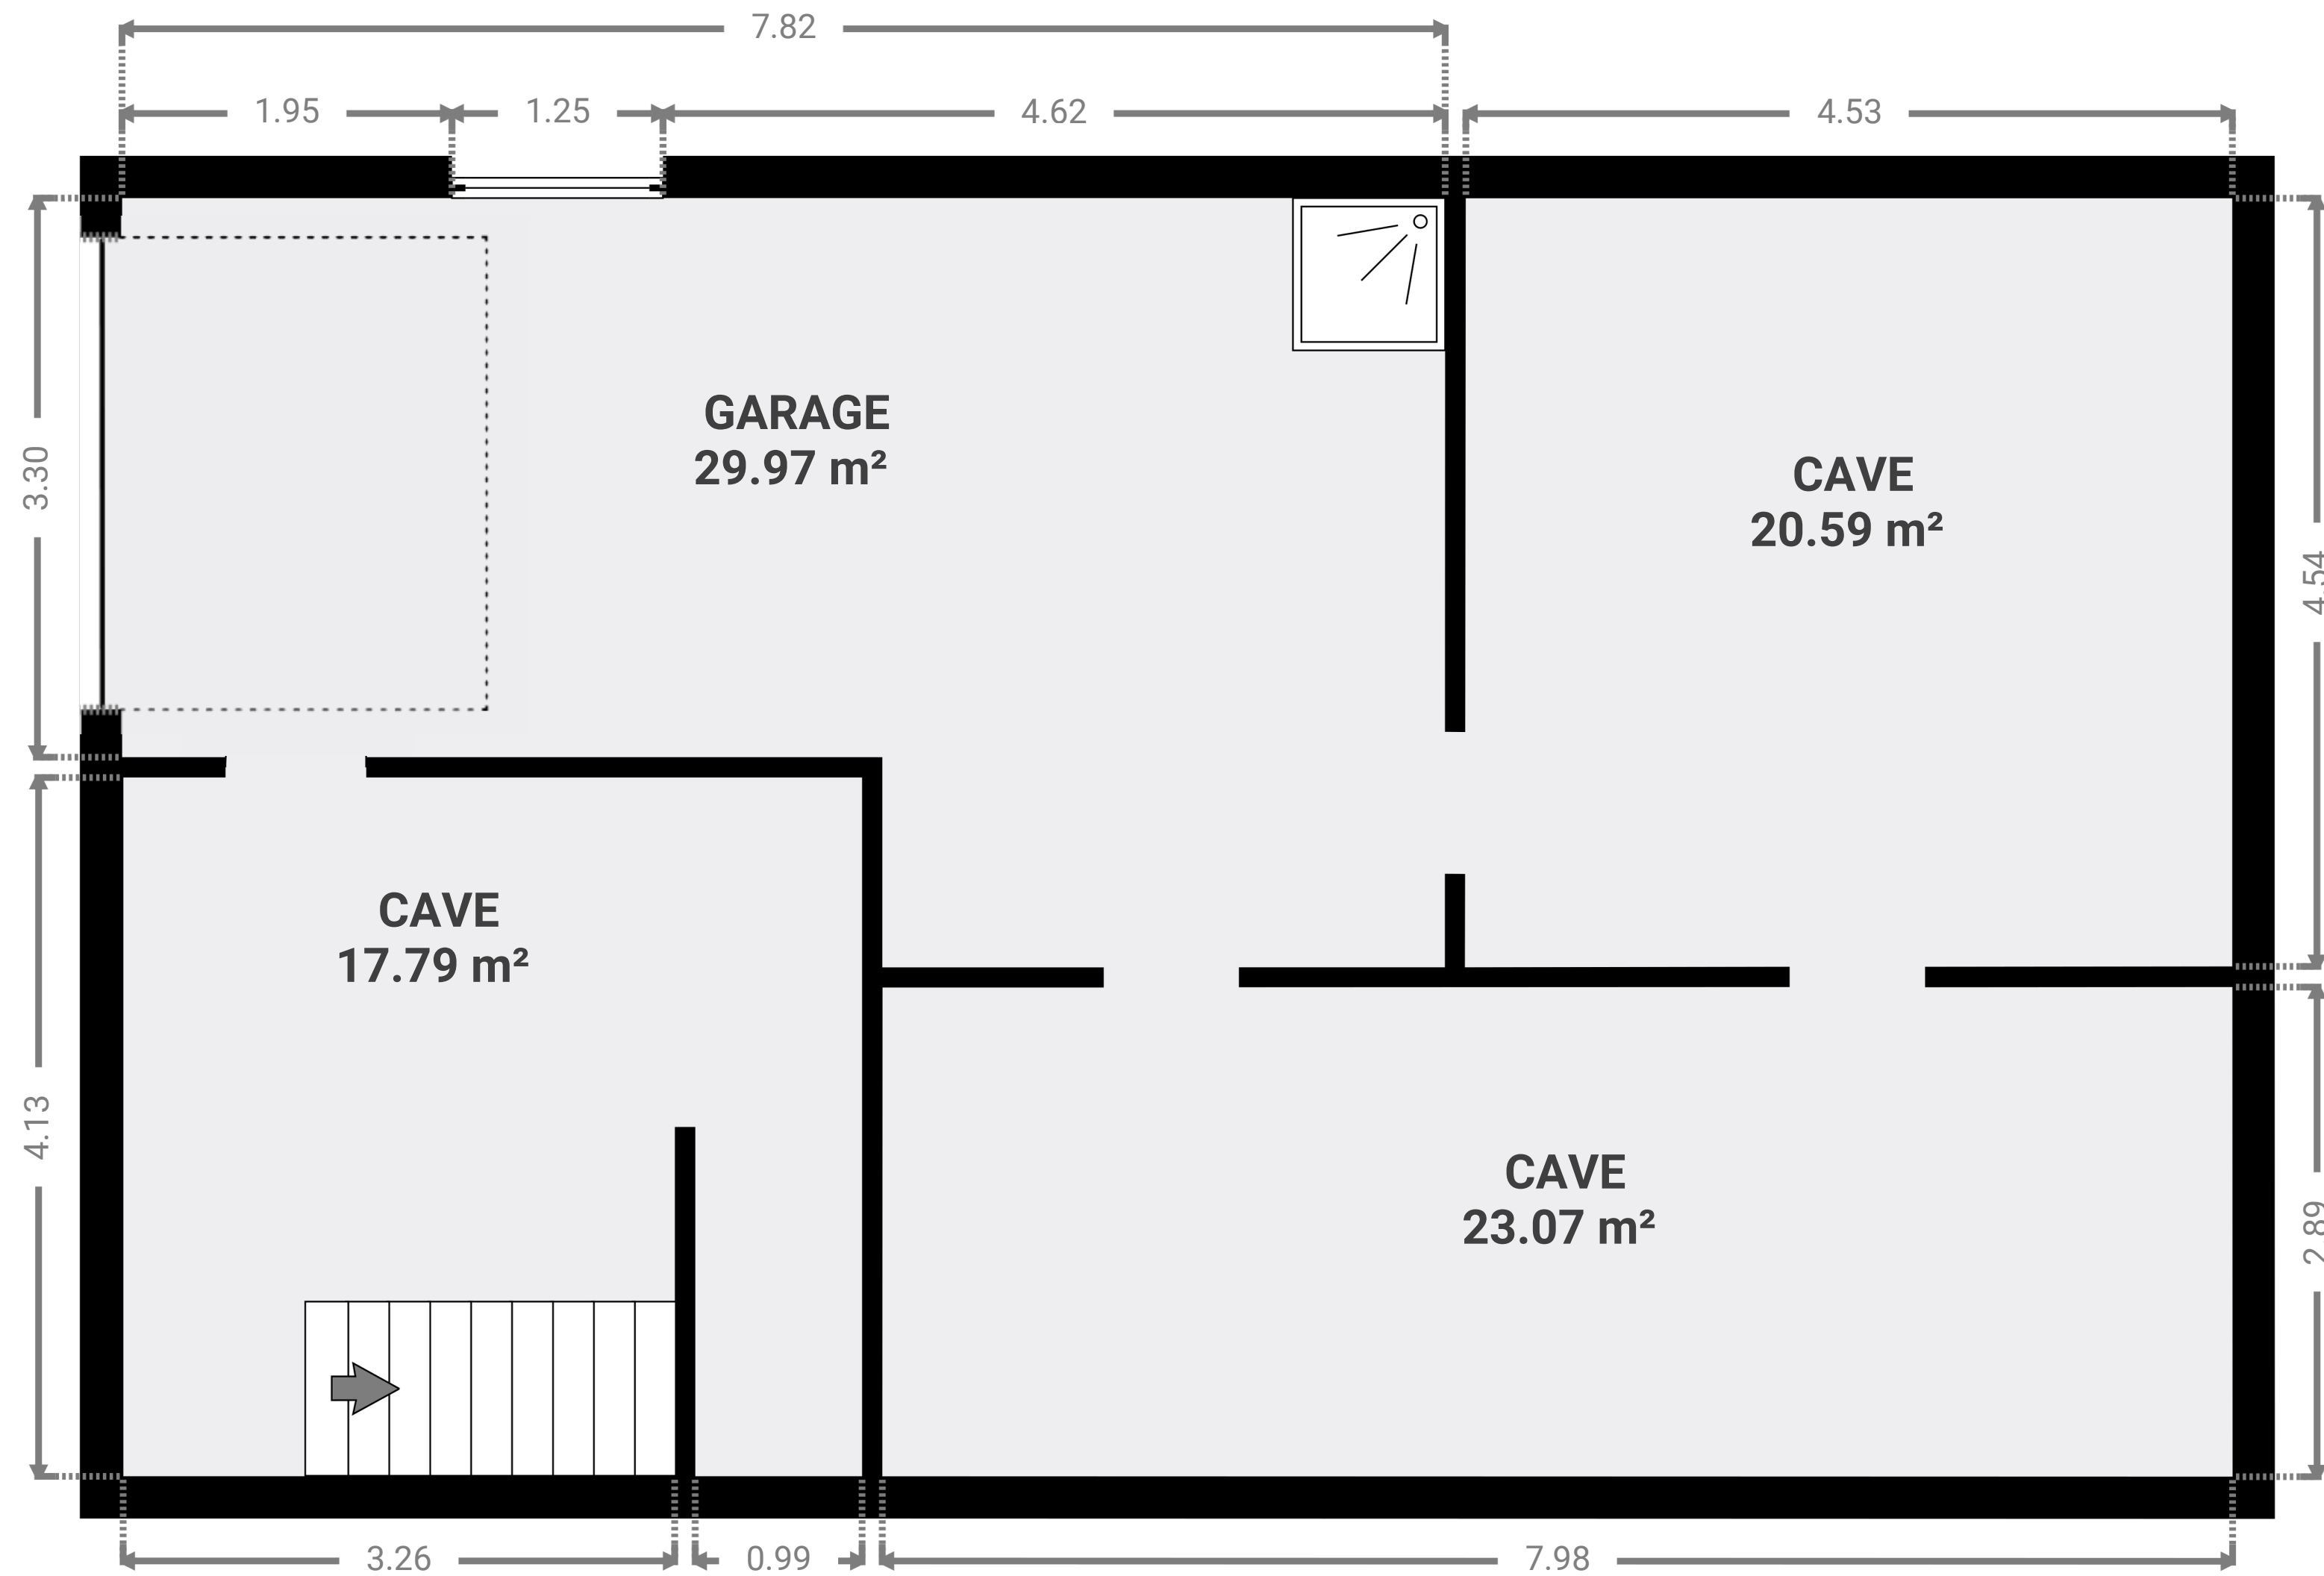 7.82
1.95
1.25
4.62
4.53
GARAGE
29.97 m²
3.30
CAVE
20.59 m²
4.54
CAVE
17.79 m²
4.13
CAVE
23.07 m²
2.89
3.26
0.99
7.98